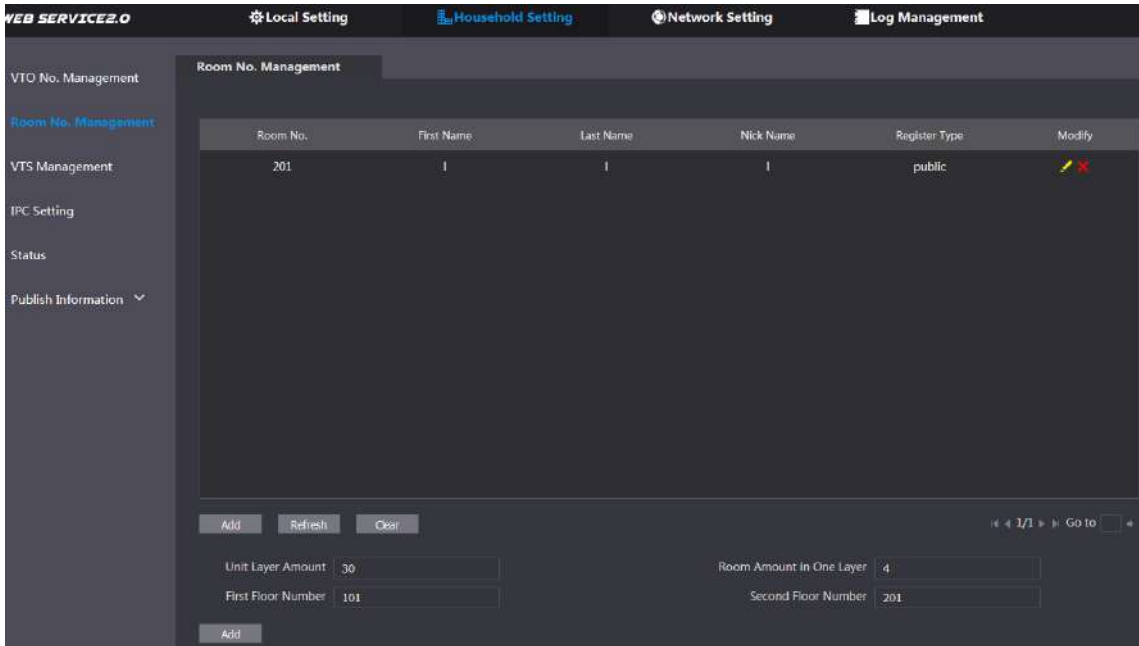 WEB SERVICE2.0 Local Setting Household Setting Network Setting Log Management
VTO No. Management
Room No. Management
VTS Management
IPC Setting
Status
Publish Information
Room No. Management
Room No. First Name Last Name Nick Name Register Type Modify
201 l l l public
Add Refresh Clear 1/1 Go to
Unit Layer Amount 30 Room Amount in One Layer 4
First Floor Number 101 Second Floor Number 201
Add